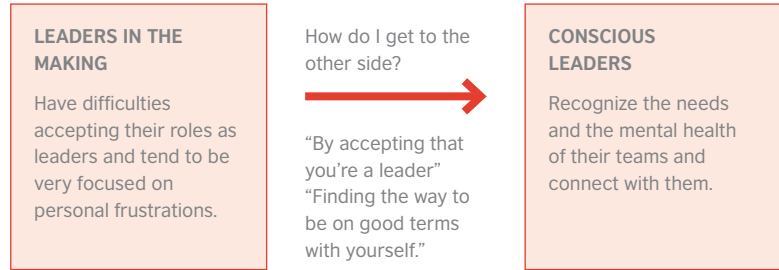 LEADERS IN THE
MAKING
Have difficulties
accepting their roles as
leaders and tend to be
very focused on
personal frustrations.
How do I get to the
other side?
“By accepting that
you’re a leader”
“Finding the way to
be on good terms
with yourself.”
CONSCIOUS
LEADERS
Recognize the needs
and the mental health
of their teams and
connect with them.